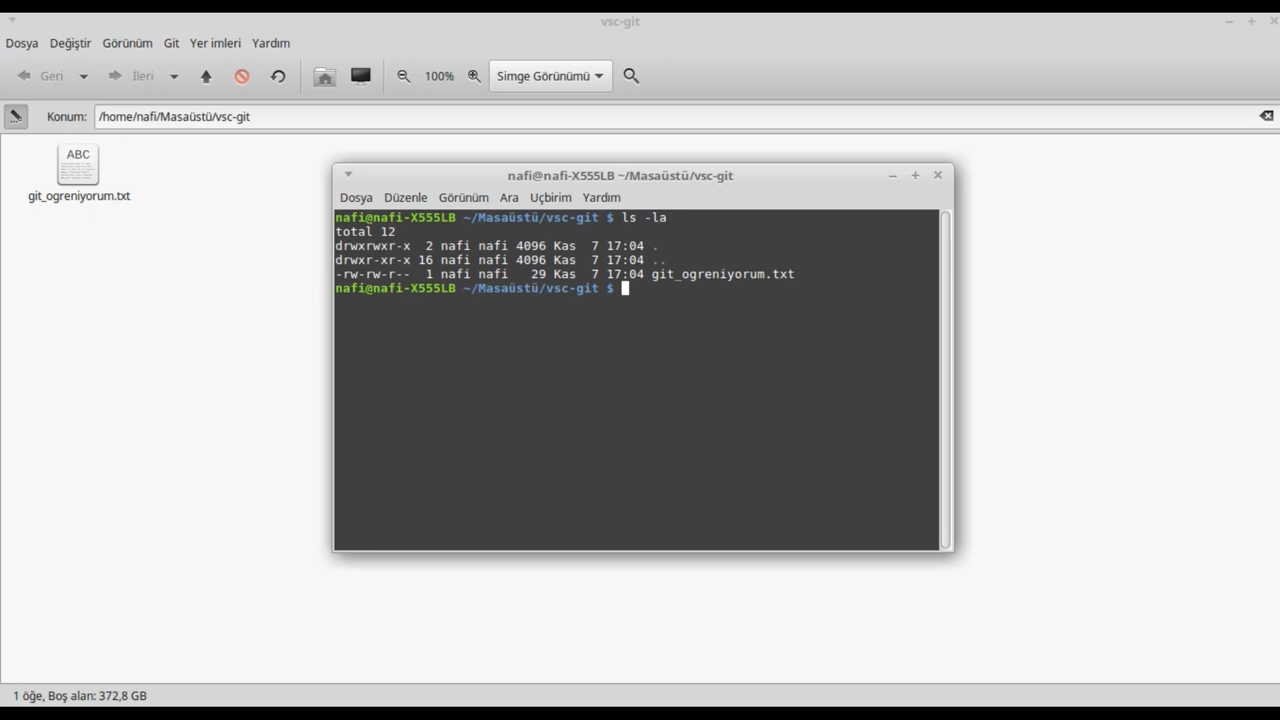 vsc-git
Dosya Değiştir Görünüm Git Yer imleri Yardım
Geri İleri 100% Simge Görünümü
Konum: /home/nafi/Masaüstü/vsc-git
ABC
git_ogreniyorum.txt
nafi@nafi-X555LB ~/Masaüstü/vsc-git
Dosya Düzenle Görünüm Ara Uçbirim Yardım
nafi@nafi-X555LB ~/Masaüstü/vsc-git $ ls -la
total 12
drwxrwxr-x  2 nafi nafi 4096 Kas  7 17:04 .
drwxr-xr-x 16 nafi nafi 4096 Kas  7 17:04 ..
-rw-rw-r--  1 nafi nafi   29 Kas  7 17:04 git_ogreniyorum.txt
nafi@nafi-X555LB ~/Masaüstü/vsc-git $
1 öğe, Boş alan: 372,8 GB